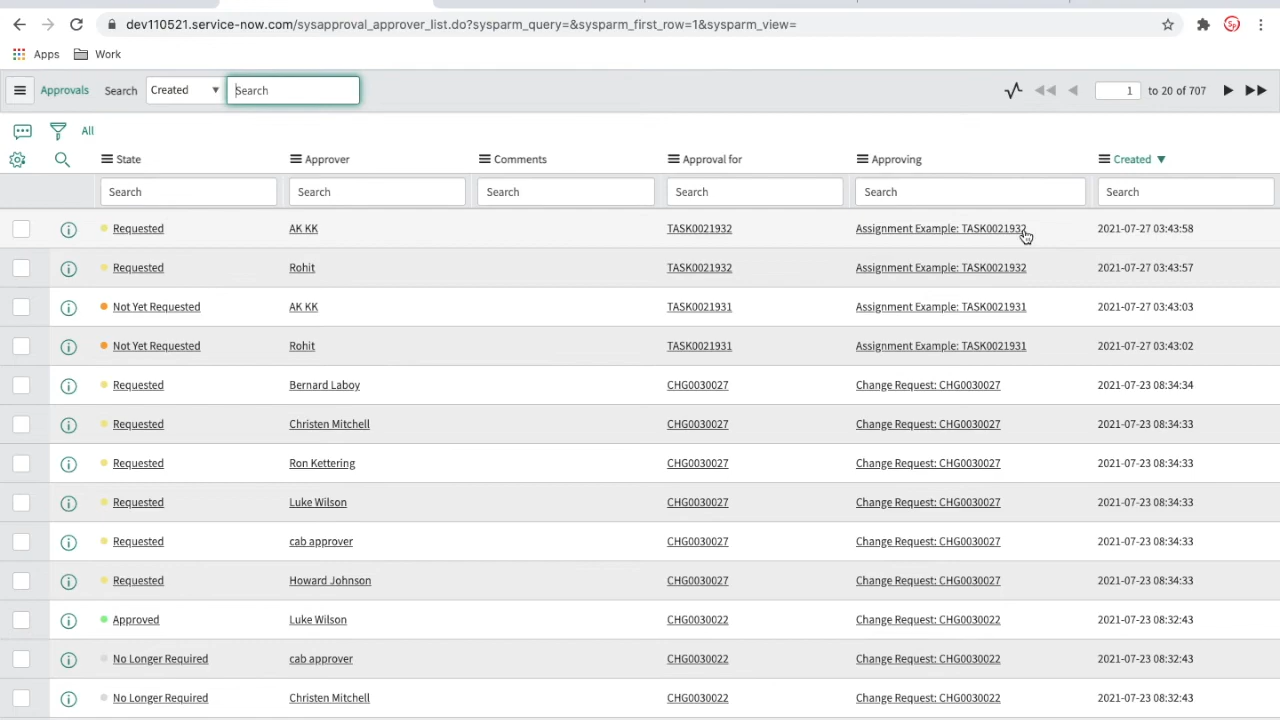 dev110521.service-now.com/sysapproval_approver_list.do?sysparm_query=&sysparm_first_row=1&sysparm_view=
Apps Work
Approvals Search Created Search 1 to 20 of 707
All
State Approver Comments Approval for Approving Created
Search Search Search Search Search Search
Requested AK KK TASK0021932 Assignment Example: TASK0021932 2021-07-27 03:43:58
Requested Rohit TASK0021932 Assignment Example: TASK0021932 2021-07-27 03:43:57
Not Yet Requested AK KK TASK0021931 Assignment Example: TASK0021931 2021-07-27 03:43:03
Not Yet Requested Rohit TASK0021931 Assignment Example: TASK0021931 2021-07-27 03:43:02
Requested Bernard Laboy CHG0030027 Change Request: CHG0030027 2021-07-23 08:34:34
Requested Christen Mitchell CHG0030027 Change Request: CHG0030027 2021-07-23 08:34:33
Requested Ron Kettering CHG0030027 Change Request: CHG0030027 2021-07-23 08:34:33
Requested Luke Wilson CHG0030027 Change Request: CHG0030027 2021-07-23 08:34:33
Requested cab approver CHG0030027 Change Request: CHG0030027 2021-07-23 08:34:33
Requested Howard Johnson CHG0030027 Change Request: CHG0030027 2021-07-23 08:34:33
Approved Luke Wilson CHG0030022 Change Request: CHG0030022 2021-07-23 08:32:43
No Longer Required cab approver CHG0030022 Change Request: CHG0030022 2021-07-23 08:32:43
No Longer Required Christen Mitchell CHG0030022 Change Request: CHG0030022 2021-07-23 08:32:43